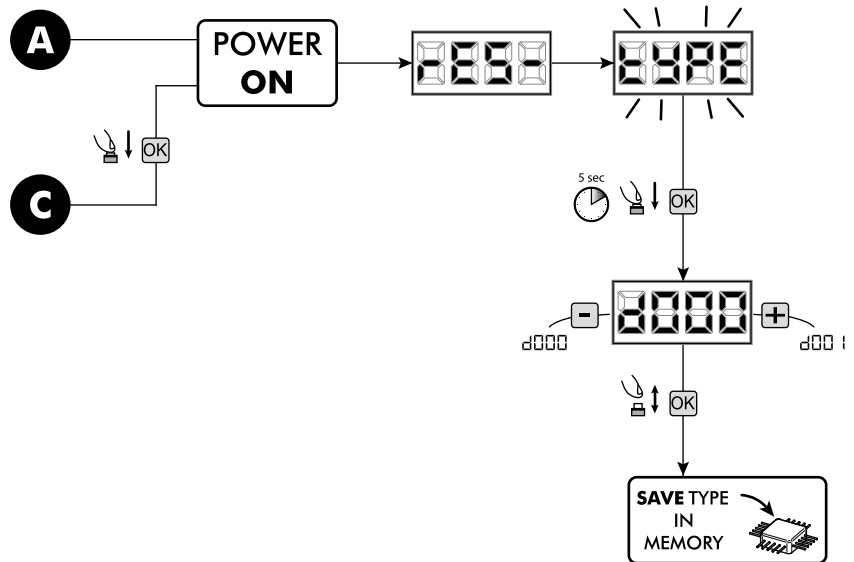 A
POWER
ON
rES-
tYPE
OK
C
5 sec
OK
d000
-
+
d000
d001
OK
SAVE TYPE
IN
MEMORY